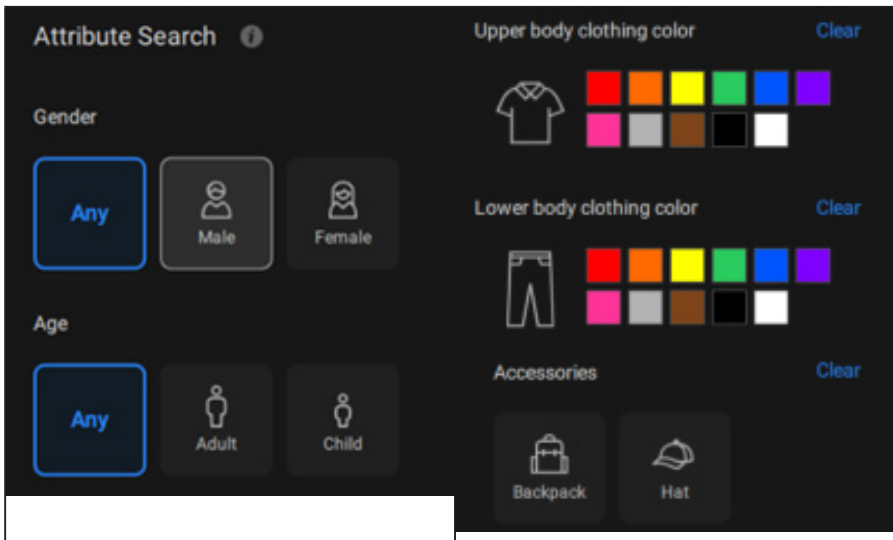 Attribute Search
Gender
Any
Male
Female
Age
Any
Adult
Child
Upper body clothing color Clear
Lower body clothing color Clear
Accessories Clear
Backpack
Hat